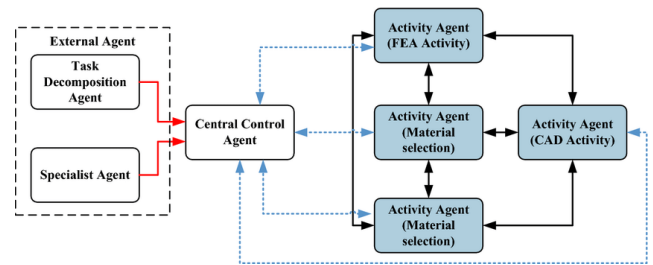 External Agent
Task
Decomposition
Agent
Specialist Agent
Central Control
Agent
Activity Agent
(FEA Activity)
Activity Agent
(Material
selection)
Activity Agent
(Material
selection)
Activity Agent
(CAD Activity)